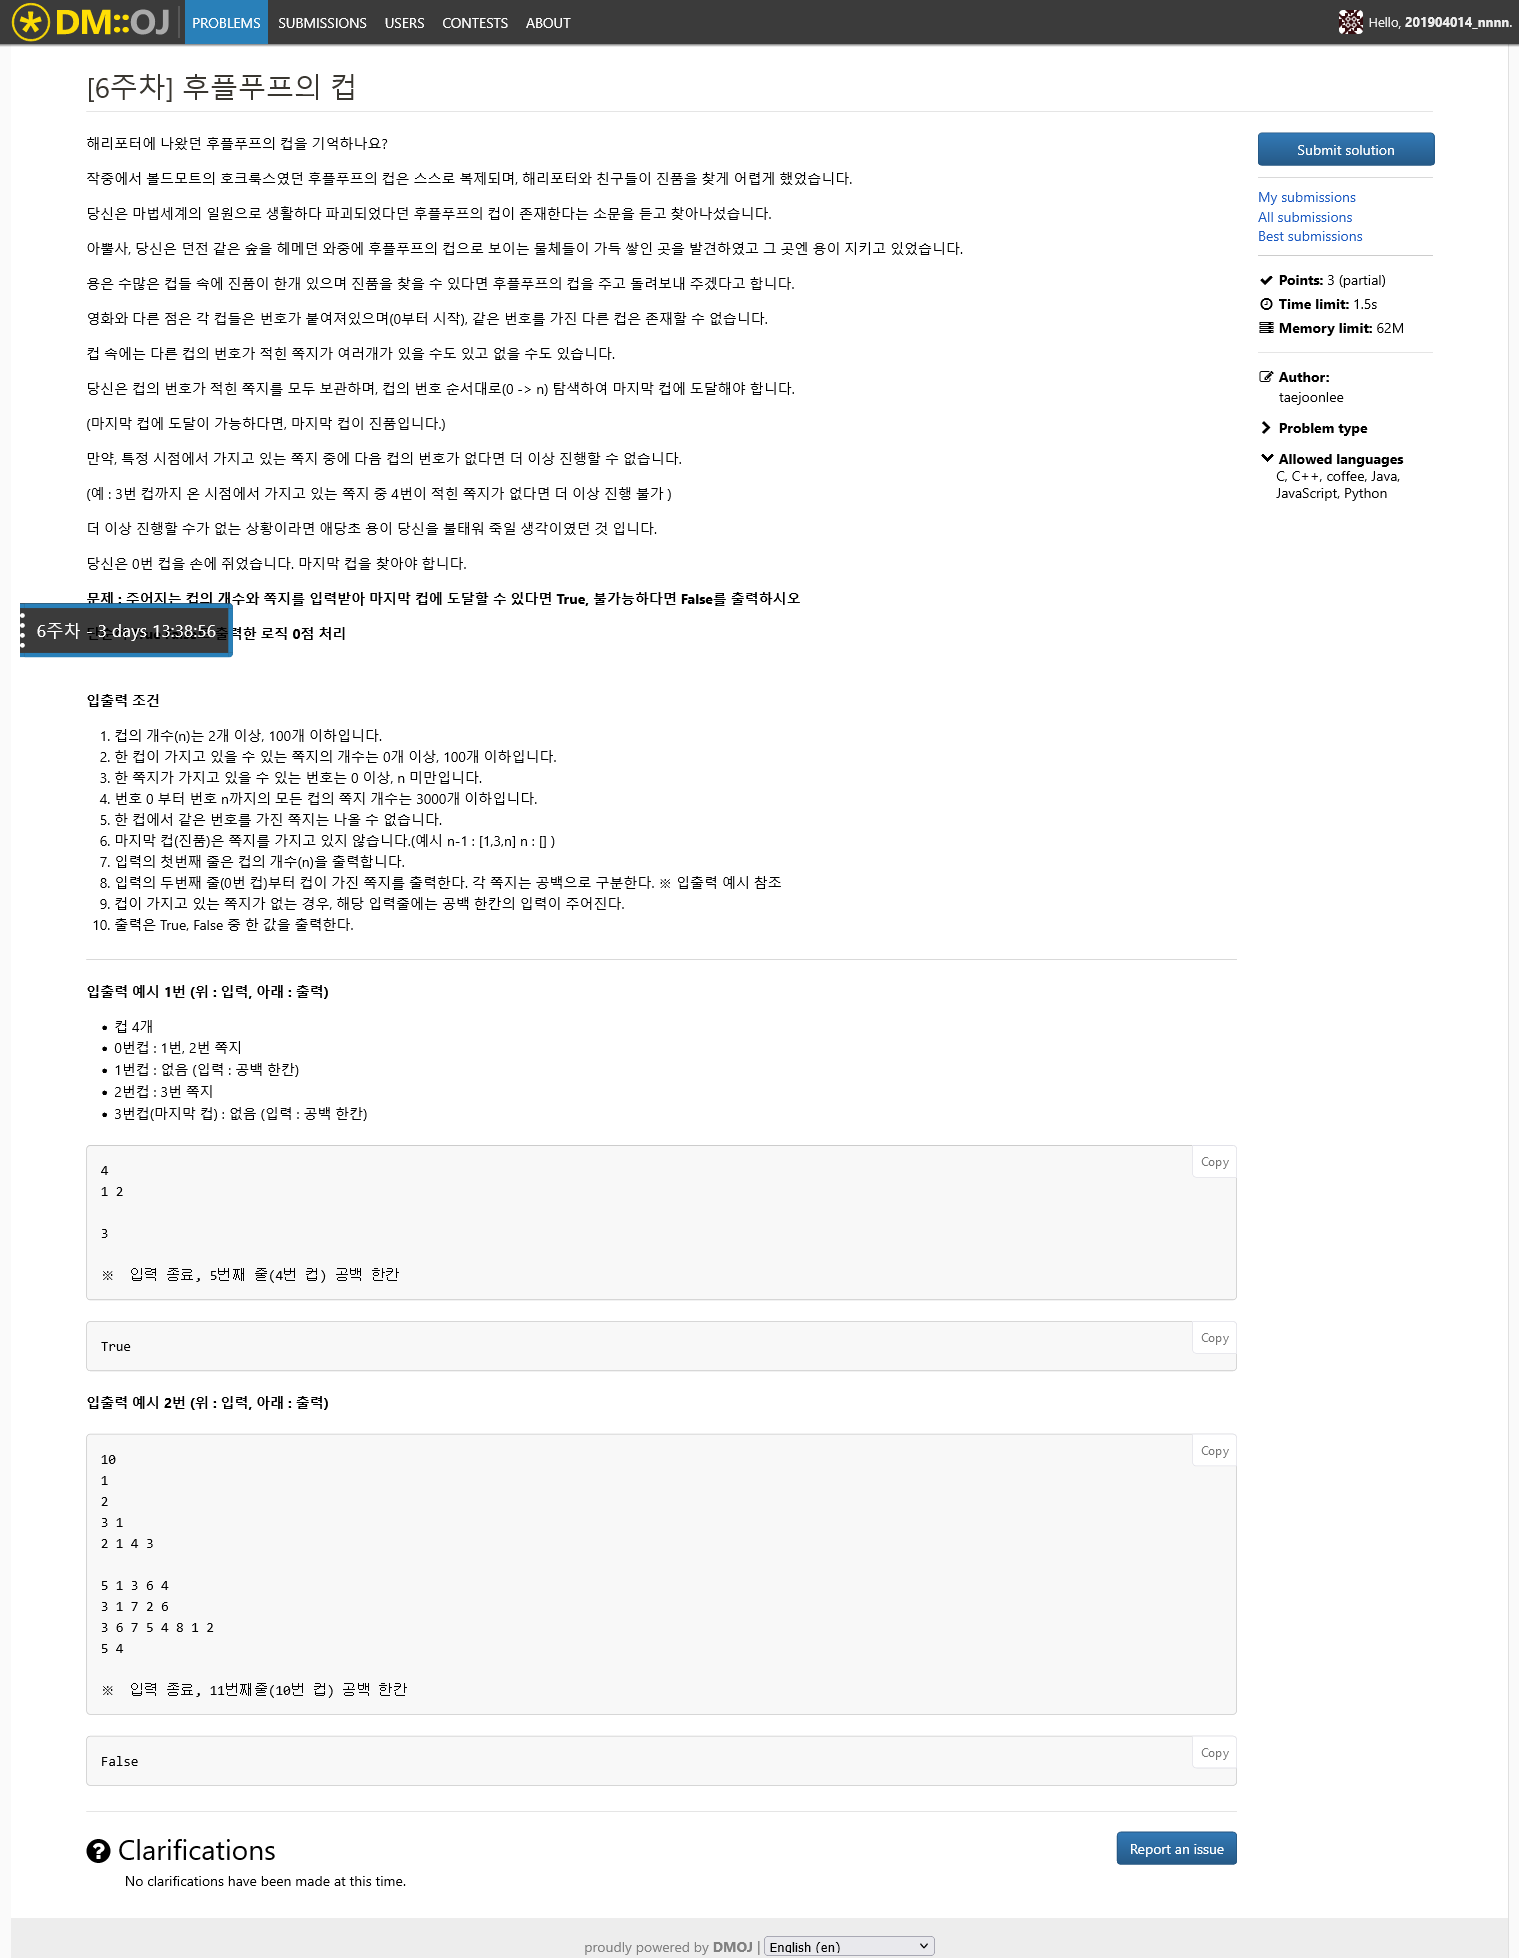 DM::OJ PROBLEMS SUBMISSIONS USERS CONTESTS ABOUT Hello, 201904014_nnnn.
[6주차] 후플푸프의 컵
해리포터에 나왔던 후플푸프의 컵을 기억하나요?
작중에서 볼드모트의 호크룩스였던 후플푸프의 컵은 스스로 복제되며, 해리포터와 친구들이 진품을 찾게 어렵게 했었습니다.
당신은 마법세계의 일원으로 생활하다 파괴되었다던 후플푸프의 컵이 존재한다는 소문을 듣고 찾아나섰습니다.
아뿔사, 당신은 던전 같은 숲을 헤메던 와중에 후플푸프의 컵으로 보이는 물체들이 가득 쌓인 곳을 발견하였고 그 곳엔 용이 지키고 있었습니다.
용은 수많은 컵들 속에 진품이 한개 있으며 진품을 찾을 수 있다면 후플푸프의 컵을 주고 돌려보내 주겠다고 합니다.
영화와 다른 점은 각 컵들은 번호가 붙여져있으며(0부터 시작), 같은 번호를 가진 다른 컵은 존재할 수 없습니다.
컵 속에는 다른 컵의 번호가 적힌 쪽지가 여러개가 있을 수도 있고 없을 수도 있습니다.
당신은 컵의 번호가 적힌 쪽지를 모두 보관하며, 컵의 번호 순서대로(0 -> n) 탐색하여 마지막 컵에 도달해야 합니다.
(마지막 컵에 도달이 가능하다면, 마지막 컵이 진품입니다.)
만약, 특정 시점에서 가지고 있는 쪽지 중에 다음 컵의 번호가 없다면 더 이상 진행할 수 없습니다.
(예 : 3번 컵까지 온 시점에서 가지고 있는 쪽지 중 4번이 적힌 쪽지가 없다면 더 이상 진행 불가 )
더 이상 진행할 수가 없는 상황이라면 애당초 용이 당신을 불태워 죽일 생각이였던 것 입니다.
당신은 0번 컵을 손에 쥐었습니다. 마지막 컵을 찾아야 합니다.
문제 : 주어지는 컵의 개수와 쪽지를 입력받아 마지막 컵에 도달할 수 있다면 True, 불가능하다면 False를 출력하시오
6주차 - 3 days 13:38:56
출력한 로직 0점 처리
입출력 조건
1. 컵의 개수(n)는 2개 이상, 100개 이하입니다.
2. 한 컵이 가지고 있을 수 있는 쪽지의 개수는 0개 이상, 100개 이하입니다.
3. 한 쪽지가 가지고 있을 수 있는 번호는 0 이상, n 미만입니다.
4. 번호 0 부터 번호 n까지의 모든 컵의 쪽지 개수는 3000개 이하입니다.
5. 한 컵에서 같은 번호를 가진 쪽지는 나올 수 없습니다.
6. 마지막 컵(진품)은 쪽지를 가지고 있지 않습니다.(예시 n-1 : [1,3,n] n : [] )
7. 입력의 첫번째 줄은 컵의 개수(n)을 출력합니다.
8. 입력의 두번째 줄(0번 컵)부터 컵이 가진 쪽지를 출력한다. 각 쪽지는 공백으로 구분한다. ※ 입출력 예시 참조
9. 컵이 가지고 있는 쪽지가 없는 경우, 해당 입력줄에는 공백 한칸의 입력이 주어진다.
10. 출력은 True, False 중 한 값을 출력한다.
입출력 예시 1번 (위 : 입력, 아래 : 출력)
• 컵 4개
• 0번컵 : 1번, 2번 쪽지
• 1번컵 : 없음 (입력 : 공백 한칸)
• 2번컵 : 3번 쪽지
• 3번컵(마지막 컵) : 없음 (입력 : 공백 한칸)
Copy
4
1 2
3
※ 입력 종료, 5번째 줄(4번 컵) 공백 한칸
Copy
True
입출력 예시 2번 (위 : 입력, 아래 : 출력)
Copy
10
1
2
3 1
2 1 4 3
5 1 3 6 4
3 1 7 2 6
3 6 7 5 4 8 1 2
5 4
※ 입력 종료, 11번째줄(10번 컵) 공백 한칸
Copy
False
Clarifications
Report an issue
No clarifications have been made at this time.
Submit solution
My submissions
All submissions
Best submissions
Points: 3 (partial)
Time limit: 1.5s
Memory limit: 62M
Author:
taejoonlee
Problem type
Allowed languages
C, C++, coffee, Java,
JavaScript, Python
proudly powered by DMOJ | English (en)